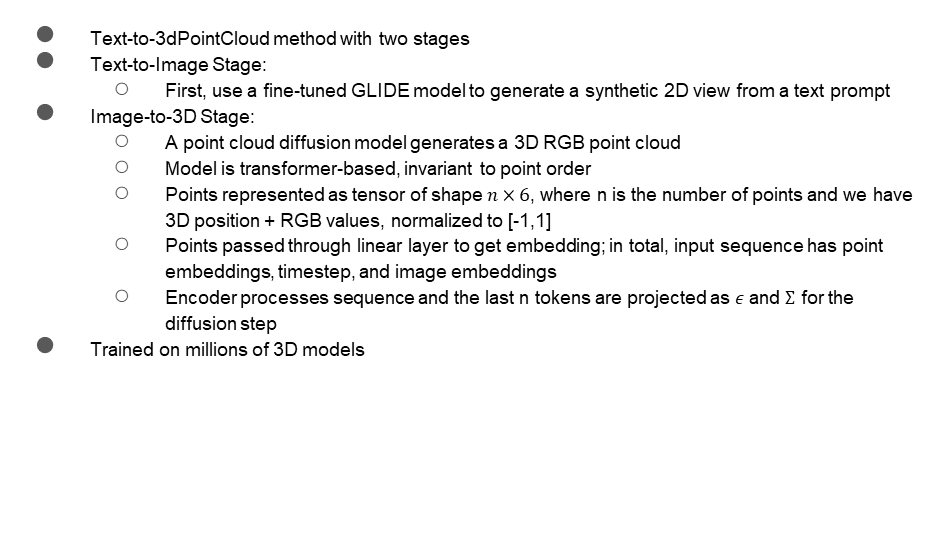 Text-to-3dPointCloud method with two stages
Text-to-Image Stage:
First, use a fine-tuned GLIDE model to generate a synthetic 2D view from a text prompt
Image-to-3D Stage:
A point cloud diffusion model generates a 3D RGB point cloud
Model is transformer-based, invariant to point order
Points represented as tensor of shape n × 6, where n is the number of points and we have
3D position + RGB values, normalized to [-1,1]
Points passed through linear layer to get embedding; in total, input sequence has point
embeddings, timestep, and image embeddings
Encoder processes sequence and the last n tokens are projected as ϵ and Σ for the
diffusion step
Trained on millions of 3D models